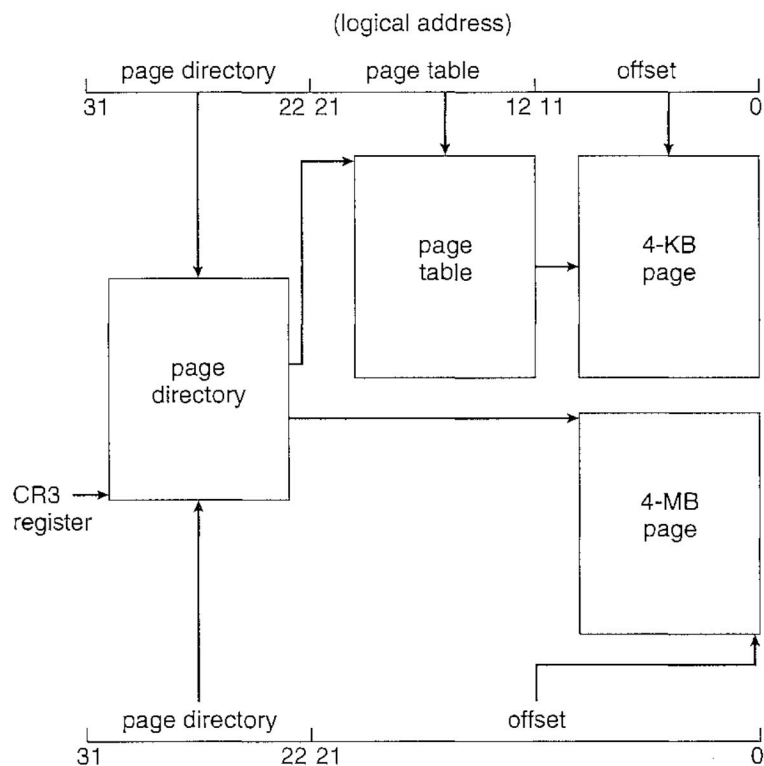 (logical address)
page directory page table offset
31 22 21 12 11 0
page
table
4-KB
page
page
directory
CR3
register
4-MB
page
page directory offset
31 22 21 0